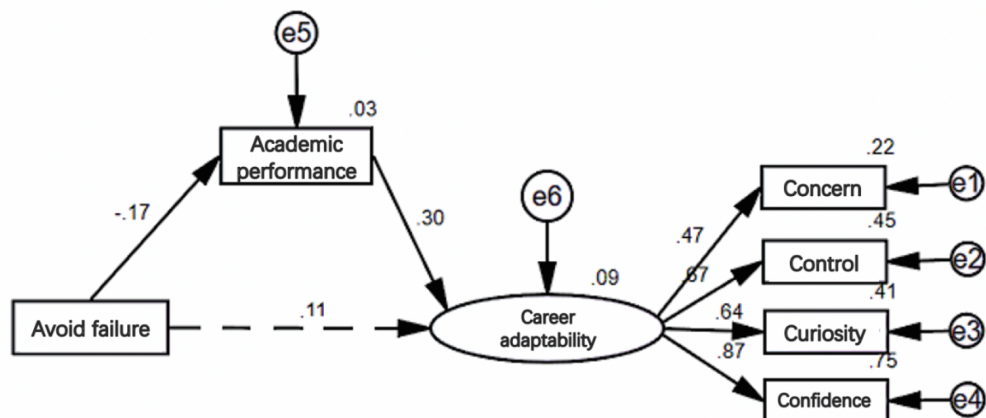 e5
.03
Academic
performance
.22
Concern
e1
-.17
e6
.30
.47
.45
Control
e2
.67
.09
.41
Avoid failure
.11
Career
adaptability
.64
Curiosity
e3
.87
.75
Confidence
e4